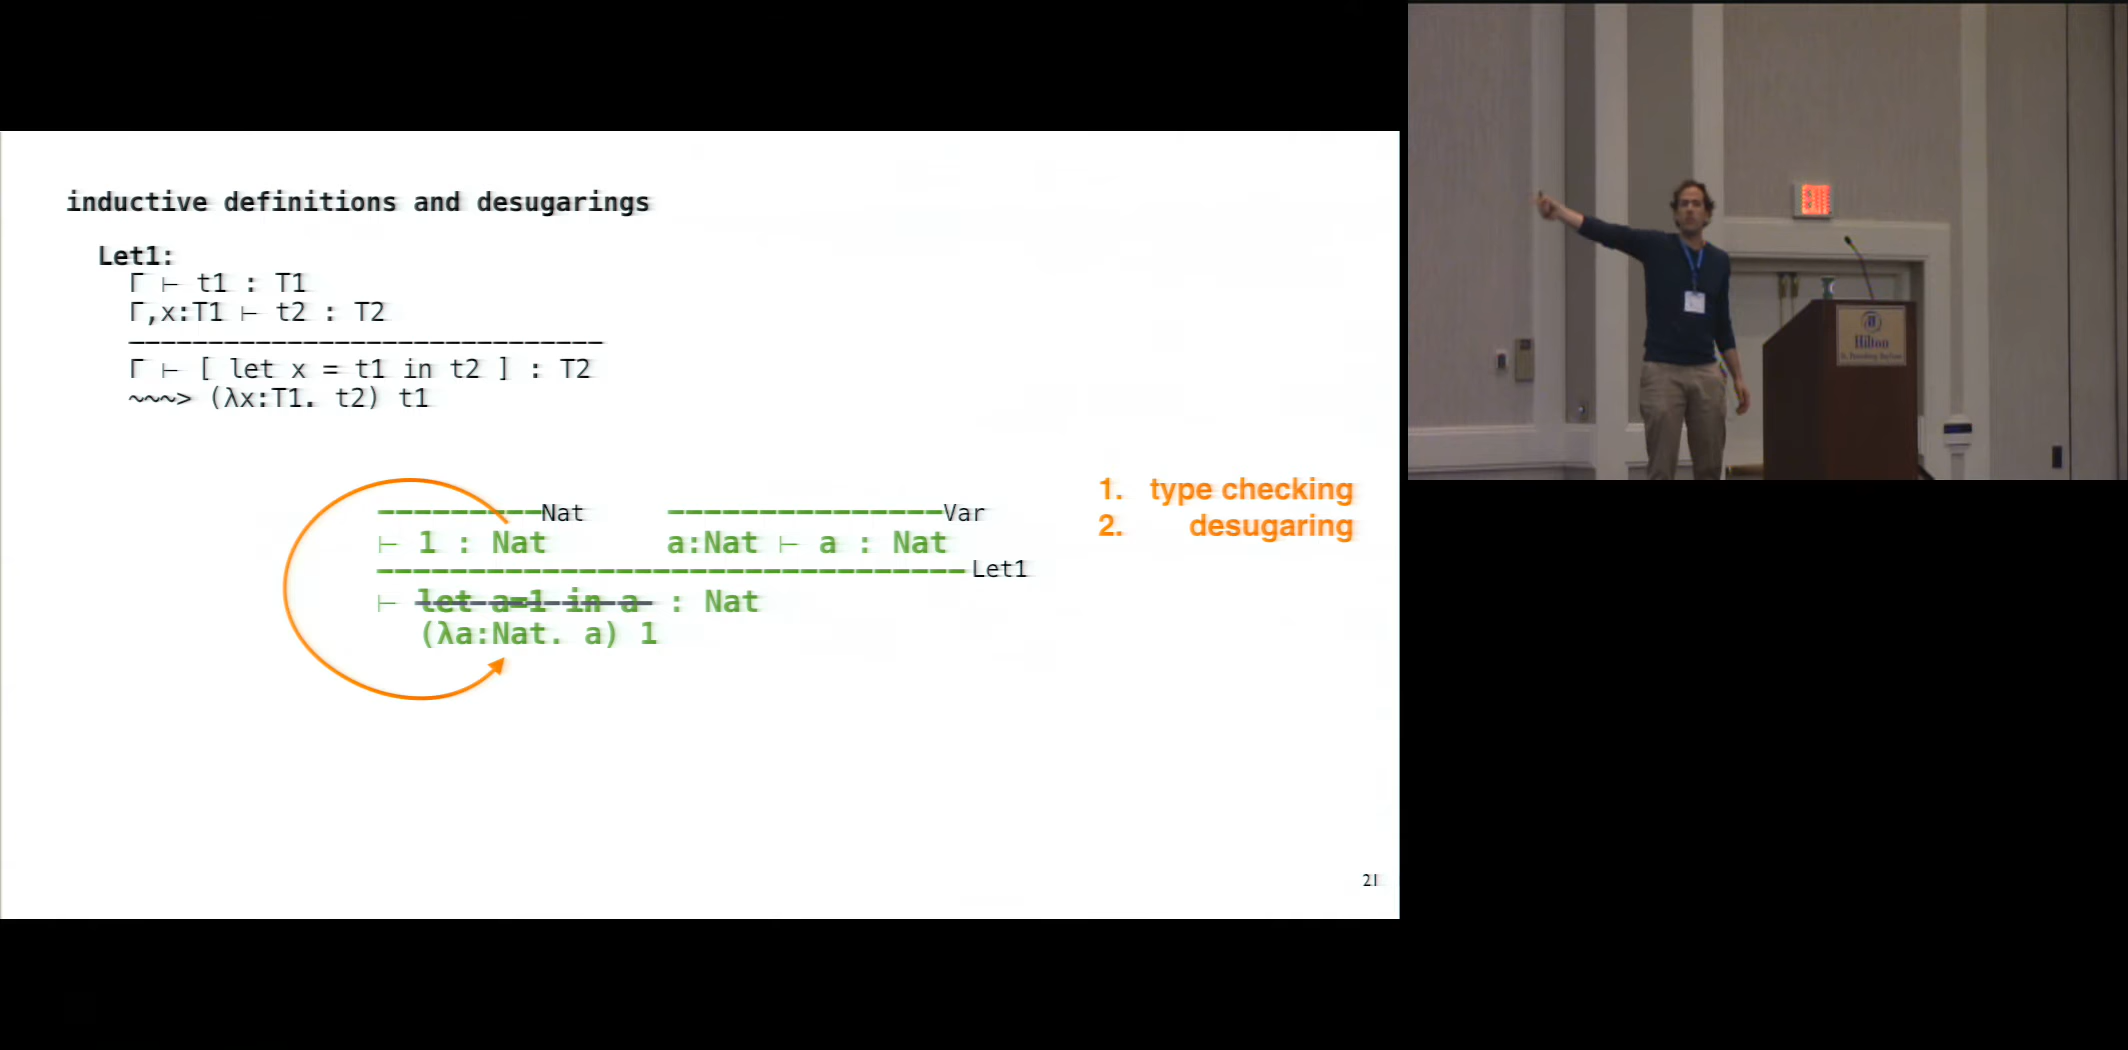 inductive definitions and desugarings
Let1:
Γ ⊢ t1 : T1
Γ,x:T1 ⊢ t2 : T2
------------------------------
Γ ⊢ [ let x = t1 in t2 ] : T2
~~~> (λx:T1. t2) t1
Nat
Var
⊢ 1 : Nat
a:Nat ⊢ a : Nat
Let1
⊢ let a=1 in a : Nat
(λa:Nat. a) 1
1. type checking
2. desugaring
21
Hilton